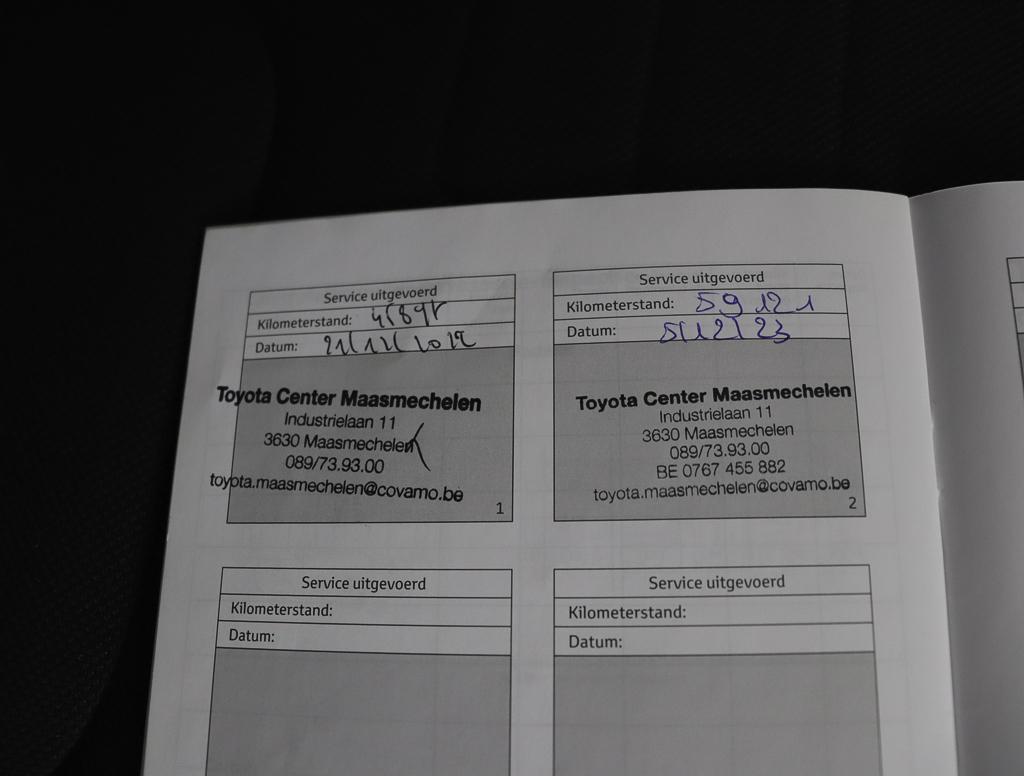 Service uitgevoerd
Kilometerstand:
Datum: 21/12/2022
Toyota Center Maasmechelen
Industrielaan 11
3630 Maasmechelen
089/73.93.00
toyota.maasmechelen@covamo.be
1
Service uitgevoerd
Kilometerstand: 59121
Datum: 5/12/23
Toyota Center Maasmechelen
Industrielaan 11
3630 Maasmechelen
089/73.93.00
BE 0767 455 882
toyota.maasmechelen@covamo.be
2
Service uitgevoerd
Kilometerstand:
Datum:
Service uitgevoerd
Kilometerstand:
Datum: